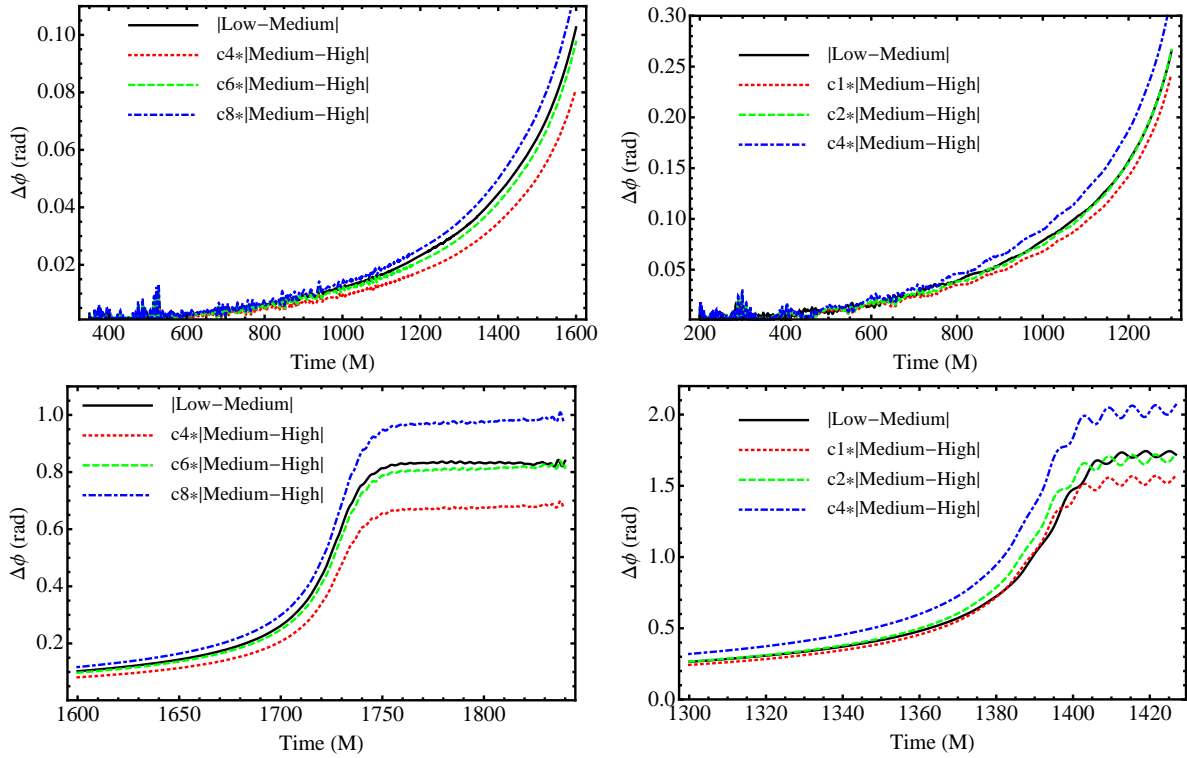 |Low−Medium|
c4∗|Medium−High|
c6∗|Medium−High|
c8∗|Medium−High|
0.10
0.08
0.06
0.04
0.02
Δϕ (rad)
400 600 800 1000 1200 1400 1600
Time (M)
|Low−Medium|
c1∗|Medium−High|
c2∗|Medium−High|
c4∗|Medium−High|
0.30
0.25
0.20
0.15
0.10
0.05
Δϕ (rad)
200 400 600 800 1000 1200
Time (M)
|Low−Medium|
c4∗|Medium−High|
c6∗|Medium−High|
c8∗|Medium−High|
1.0
0.8
0.6
0.4
0.2
Δϕ (rad)
1600 1650 1700 1750 1800
Time (M)
|Low−Medium|
c1∗|Medium−High|
c2∗|Medium−High|
c4∗|Medium−High|
2.0
1.5
1.0
0.5
0.0
Δϕ (rad)
1300 1320 1340 1360 1380 1400 1420
Time (M)